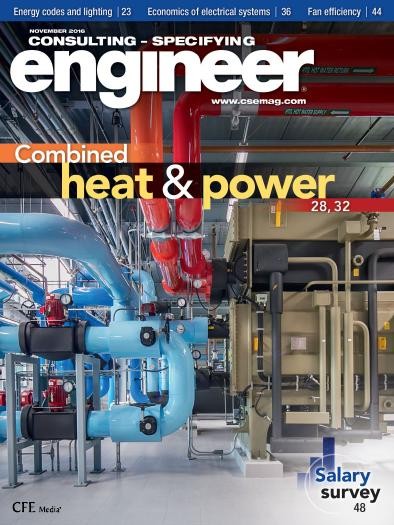 Energy codes and lighting | 23 Economics of electrical systems | 36 Fan efficiency | 44
NOVEMBER 2016
CONSULTING - SPECIFYING
engineer®
www.csemag.com
Combined
heat & power
28, 32
Salary
survey
48
CFE Media®